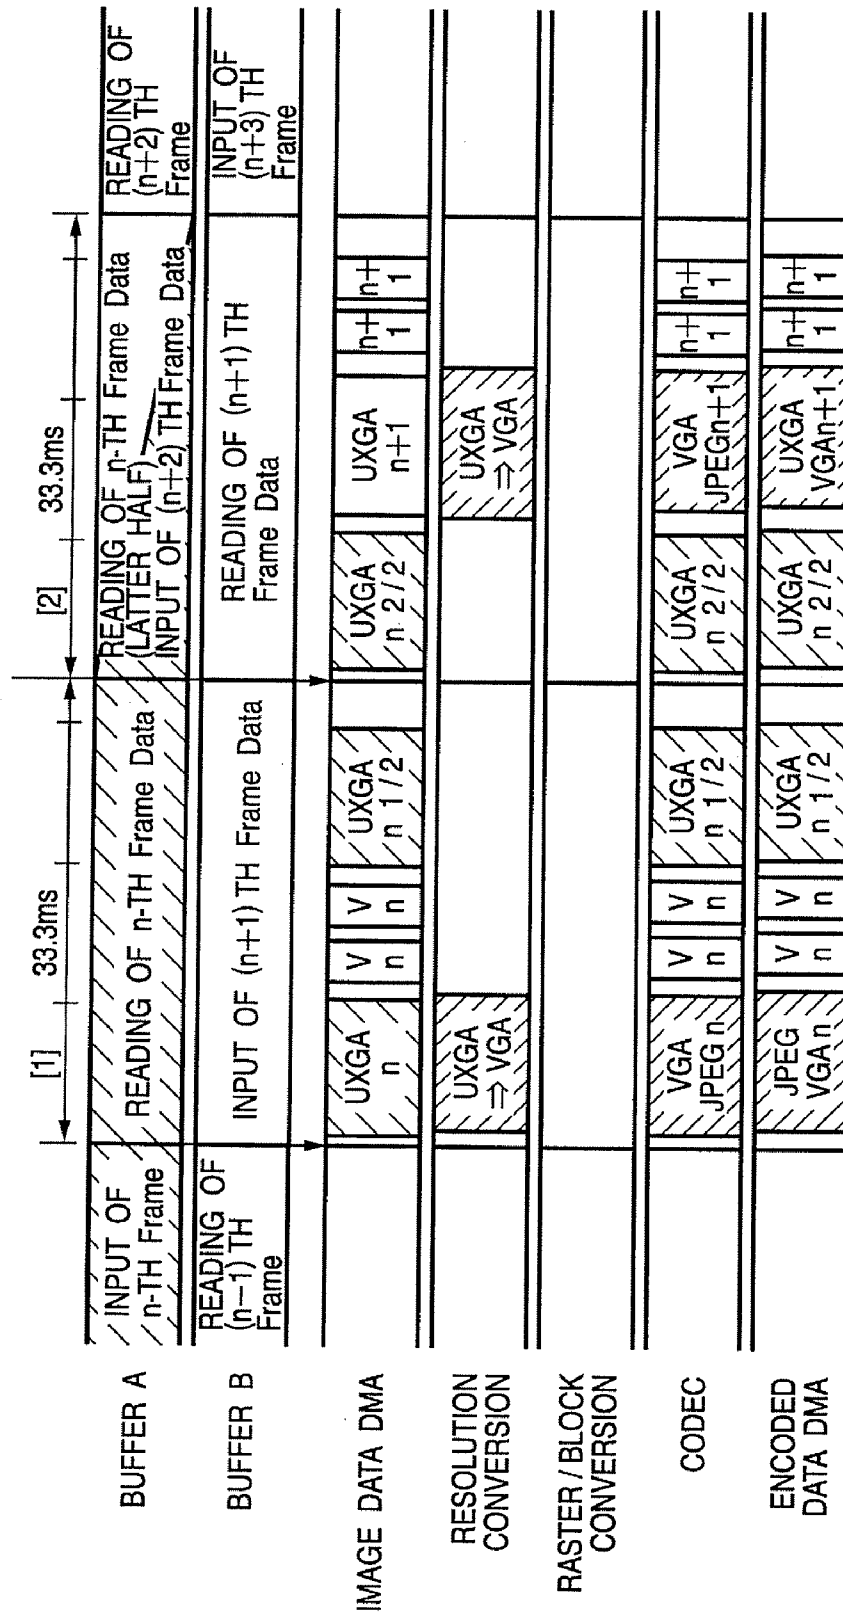 [1]
33.3ms
[2]
33.3ms
BUFFER A
INPUT OF
n-TH Frame
READING OF n-TH Frame Data
READING OF n-TH Frame Data
(LATTER HALF)
INPUT OF (n+2) TH Frame Data
READING OF
(n+2) TH
Frame
BUFFER B
READING OF
(n−1) TH
Frame
INPUT OF (n+1) TH Frame Data
READING OF (n+1) TH
Frame Data
INPUT OF
(n+3) TH
Frame
IMAGE DATA DMA
UXGA
n
V
n
V
n
UXGA
n 1/2
UXGA
n 2/2
UXGA
n+1
n+
1
n+
1
RESOLUTION
CONVERSION
UXGA
⇒ VGA
UXGA
⇒ VGA
RASTER/BLOCK
CONVERSION
CODEC
VGA
JPEG n
V
n
V
n
UXGA
n 1/2
UXGA
n 2/2
VGA
JPEGn+1
n+
1
n+
1
ENCODED
DATA DMA
JPEG
VGA n
V
n
V
n
UXGA
n 1/2
UXGA
n 2/2
UXGA
VGAn+1
n+
1
n+
1